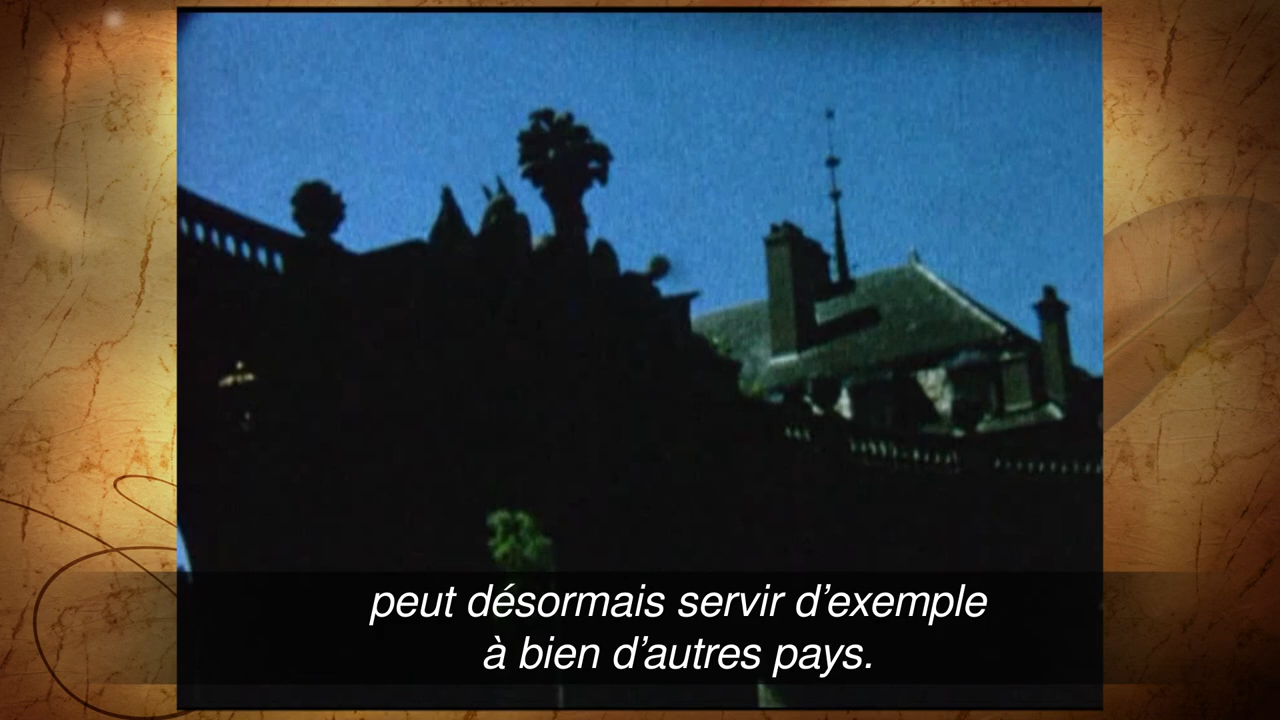 peut désormais servir d’exemple
à bien d’autres pays.